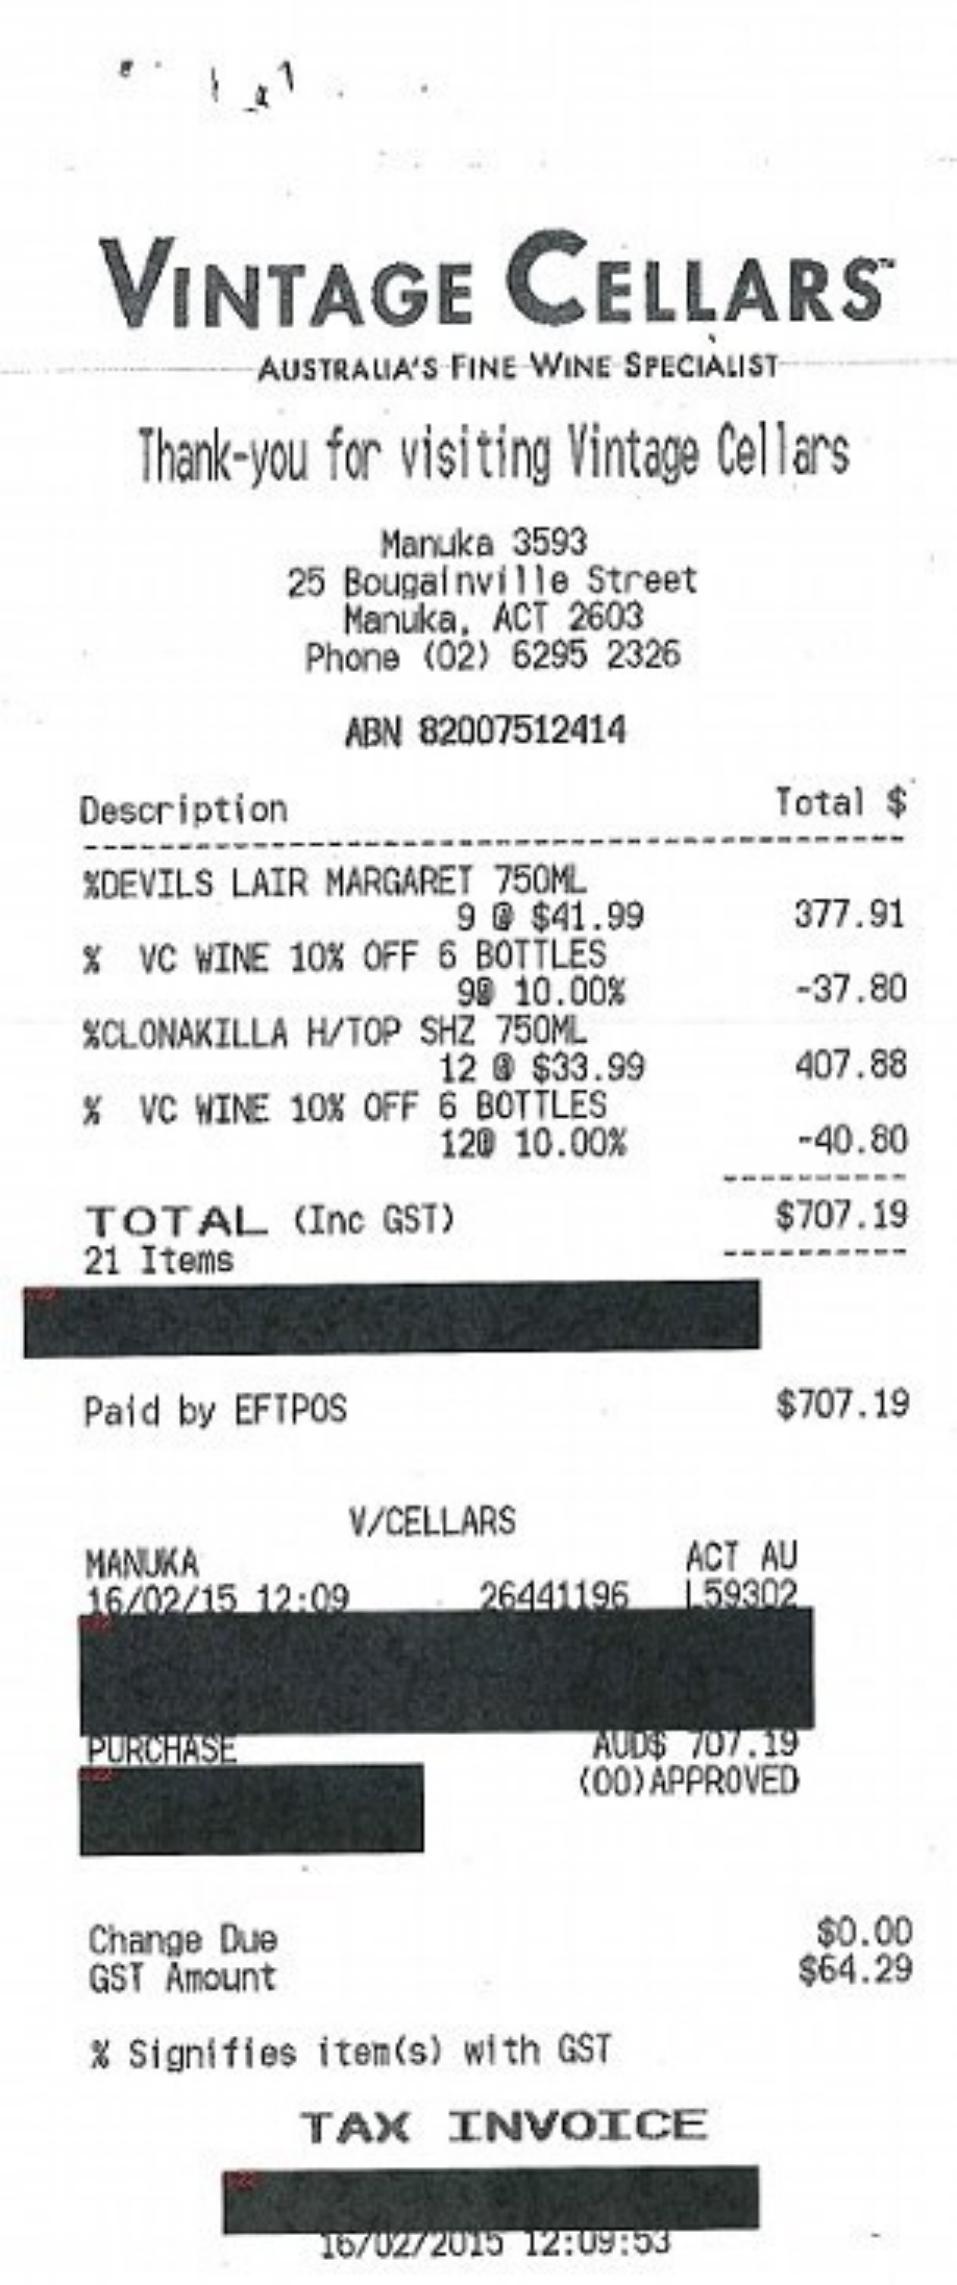 VINTAGE CELLARS™
AUSTRALIA'S FINE WINE SPECIALIST
Thank-you for visiting Vintage Cellars
Manuka 3593
25 Bougainville Street
Manuka, ACT 2603
Phone (02) 6295 2326
ABN 82007512414
Description Total $
%DEVILS LAIR MARGARET 750ML
9 @ $41.99 377.91
% VC WINE 10% OFF 6 BOTTLES
9@ 10.00% -37.80
%CLONAKILLA H/TOP SHZ 750ML
12 @ $33.99 407.88
% VC WINE 10% OFF 6 BOTTLES
12@ 10.00% -40.80
TOTAL (Inc GST) $707.19
21 Items
Paid by EFTPOS $707.19
V/CELLARS
MANUKA ACT AU
16/02/15 12:09 26441196 L59302
PURCHASE AUD$ 707.19
(00)APPROVED
Change Due $0.00
GST Amount $64.29
% Signifies item(s) with GST
TAX INVOICE
16/02/2015 12:09:53